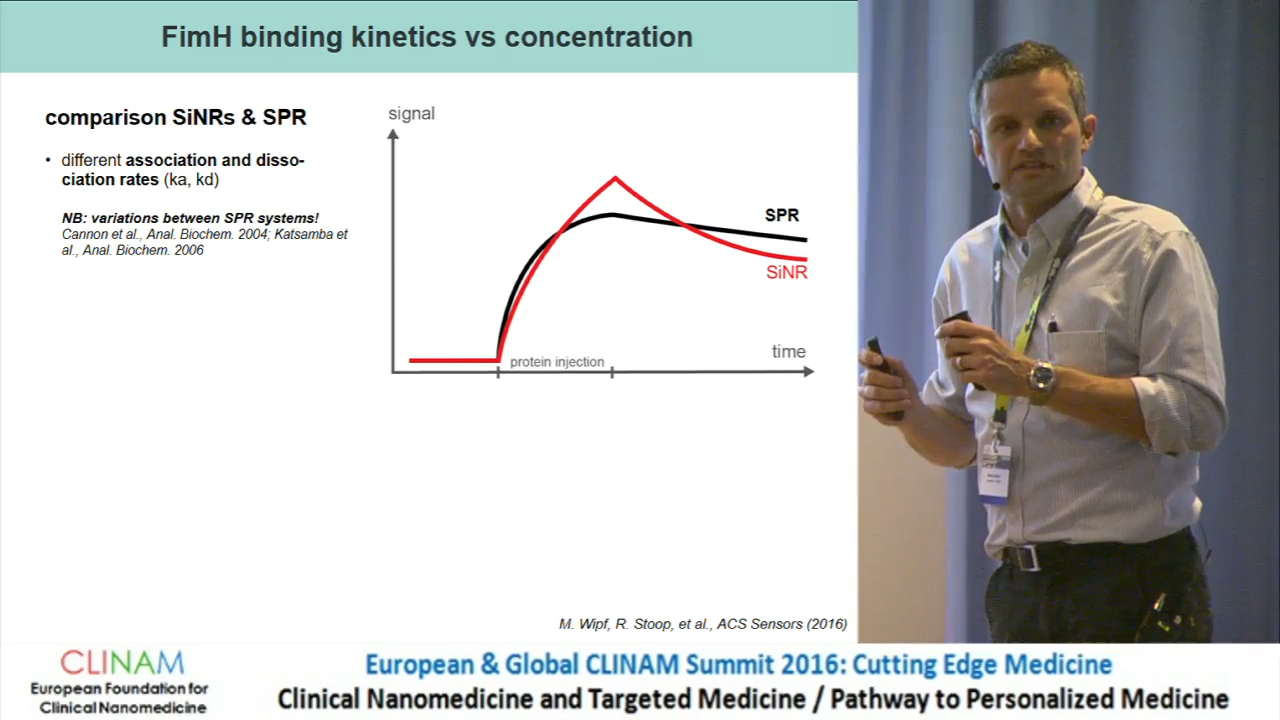 FimH binding kinetics vs concentration
comparison SiNRs & SPR
• different association and disso-
ciation rates (ka, kd)
NB: variations between SPR systems!
Cannon et al., Anal. Biochem. 2004; Katsamba et
al., Anal. Biochem. 2006
signal
SPR
SiNR
time
protein injection
M. Wipf, R. Stoop, et al., ACS Sensors (2016)
CLINAM
European Foundation for
Clinical Nanomedicine
European & Global CLINAM Summit 2016: Cutting Edge Medicine
Clinical Nanomedicine and Targeted Medicine / Pathway to Personalized Medicine